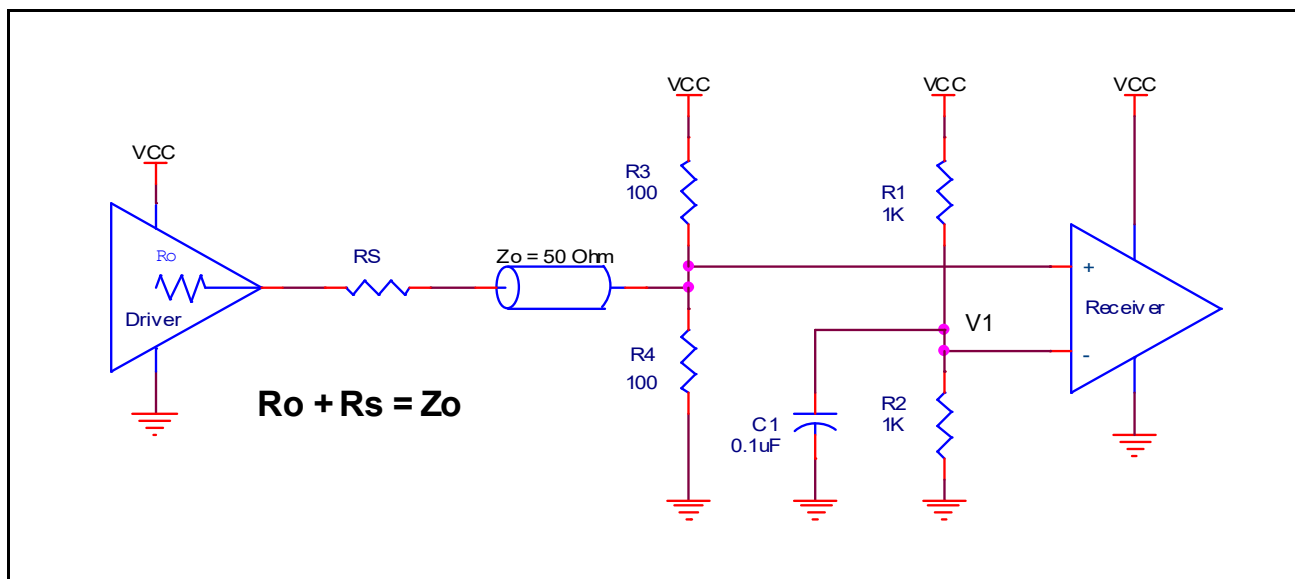 VCC
VCC
VCC
VCC
R3
100
R1
1K
Ro
RS
Zo = 50 Ohm
+
Driver
Receiver
V1
-
R4
100
Ro + Rs = Zo
R2
1K
C1
0.1uF